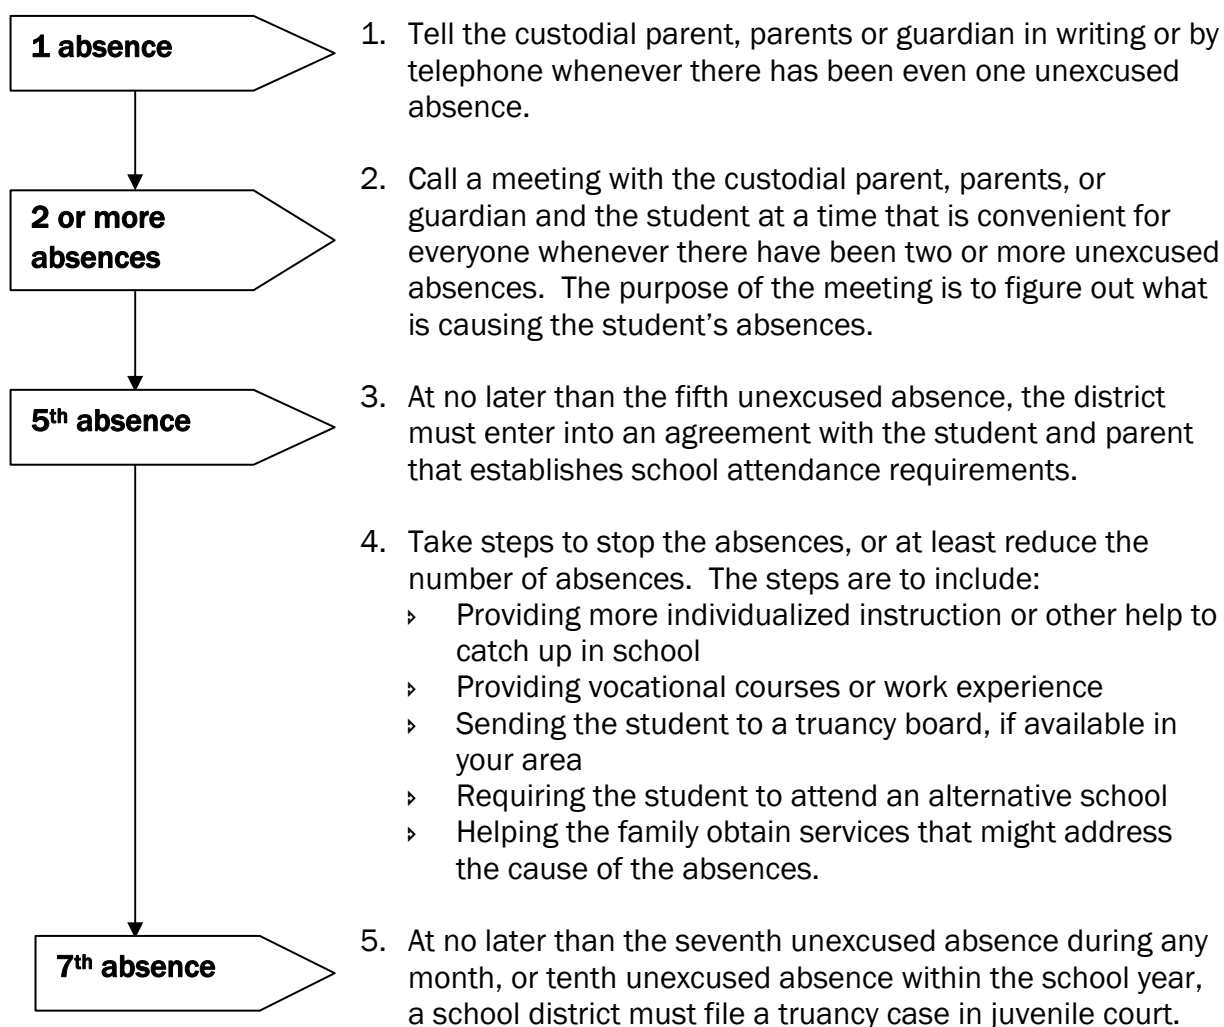 1 absence
1. Tell the custodial parent, parents or guardian in writing or by
telephone whenever there has been even one unexcused
absence.
2 or more
absences
2. Call a meeting with the custodial parent, parents, or
guardian and the student at a time that is convenient for
everyone whenever there have been two or more unexcused
absences.  The purpose of the meeting is to figure out what
is causing the student’s absences.
5th absence
3. At no later than the fifth unexcused absence, the district
must enter into an agreement with the student and parent
that establishes school attendance requirements.
4. Take steps to stop the absences, or at least reduce the
number of absences.  The steps are to include:
Providing more individualized instruction or other help to
catch up in school
Providing vocational courses or work experience
Sending the student to a truancy board, if available in
your area
Requiring the student to attend an alternative school
Helping the family obtain services that might address
the cause of the absences.
7th absence
5. At no later than the seventh unexcused absence during any
month, or tenth unexcused absence within the school year,
a school district must file a truancy case in juvenile court.